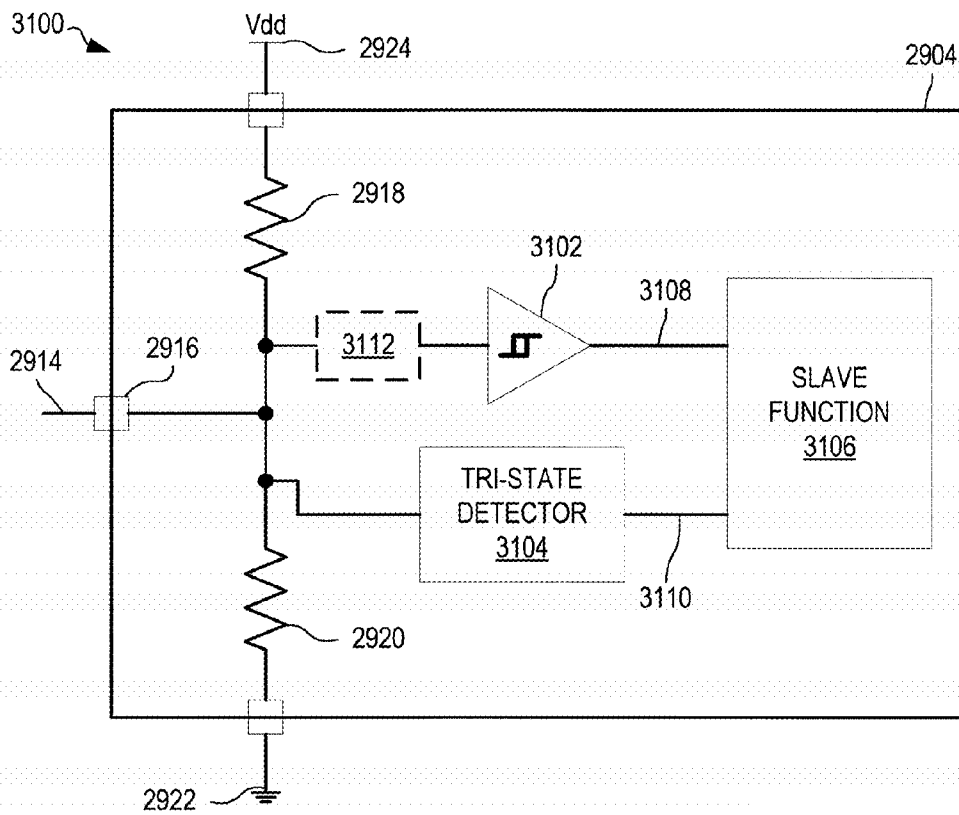 3100
Vdd
2924
2904
2918
3102
3108
3112
2914
2916
SLAVE
FUNCTION
3106
TRI-STATE
DETECTOR
3104
3110
2920
2922